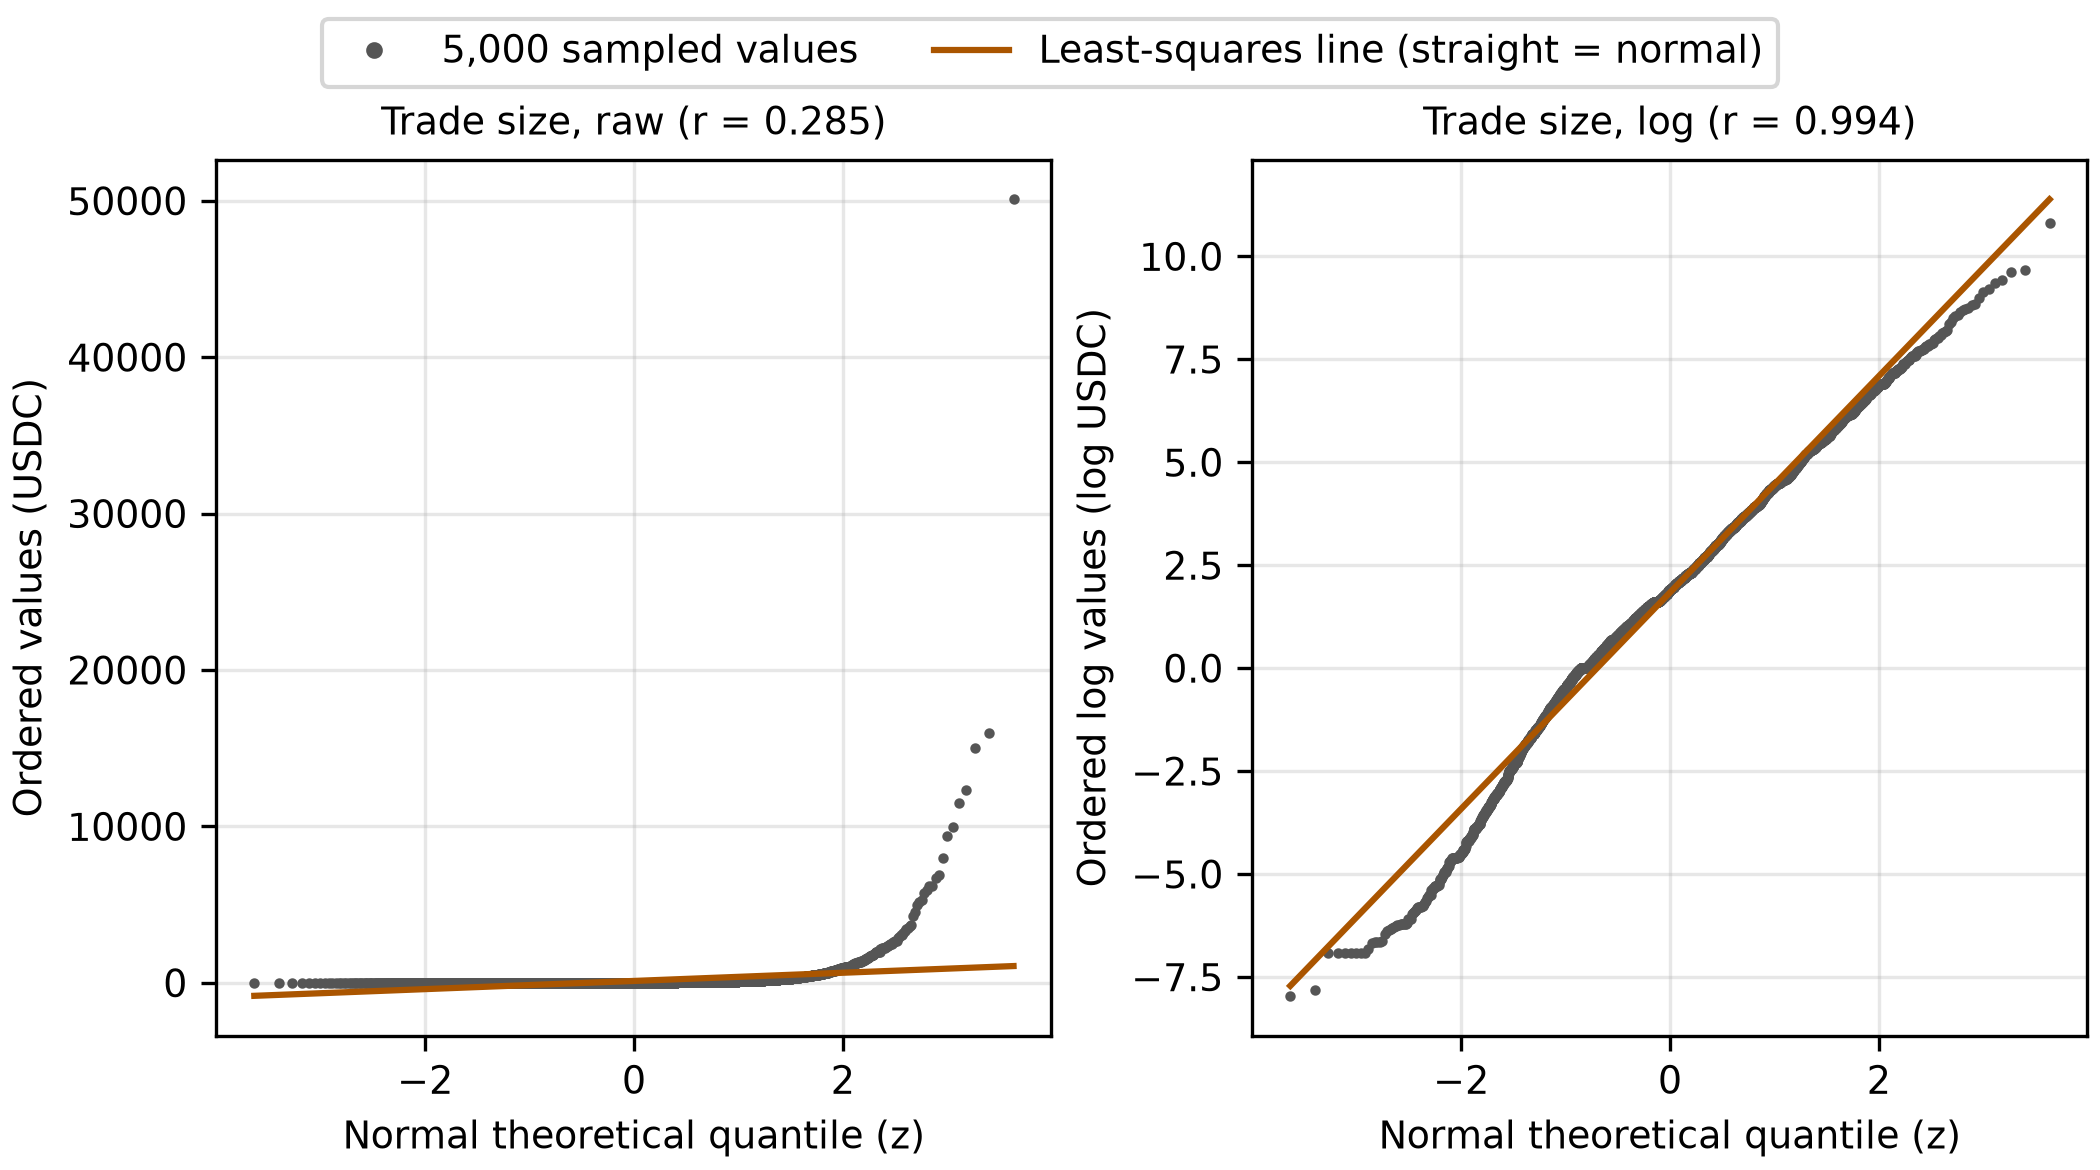 5,000 sampled values
Least-squares line (straight = normal)
Trade size, raw (r = 0.285)
Ordered values (USDC)
50000
40000
30000
20000
10000
0
−2
0
2
Normal theoretical quantile (z)
Trade size, log (r = 0.994)
Ordered log values (log USDC)
10.0
7.5
5.0
2.5
0.0
−2.5
−5.0
−7.5
−2
0
2
Normal theoretical quantile (z)